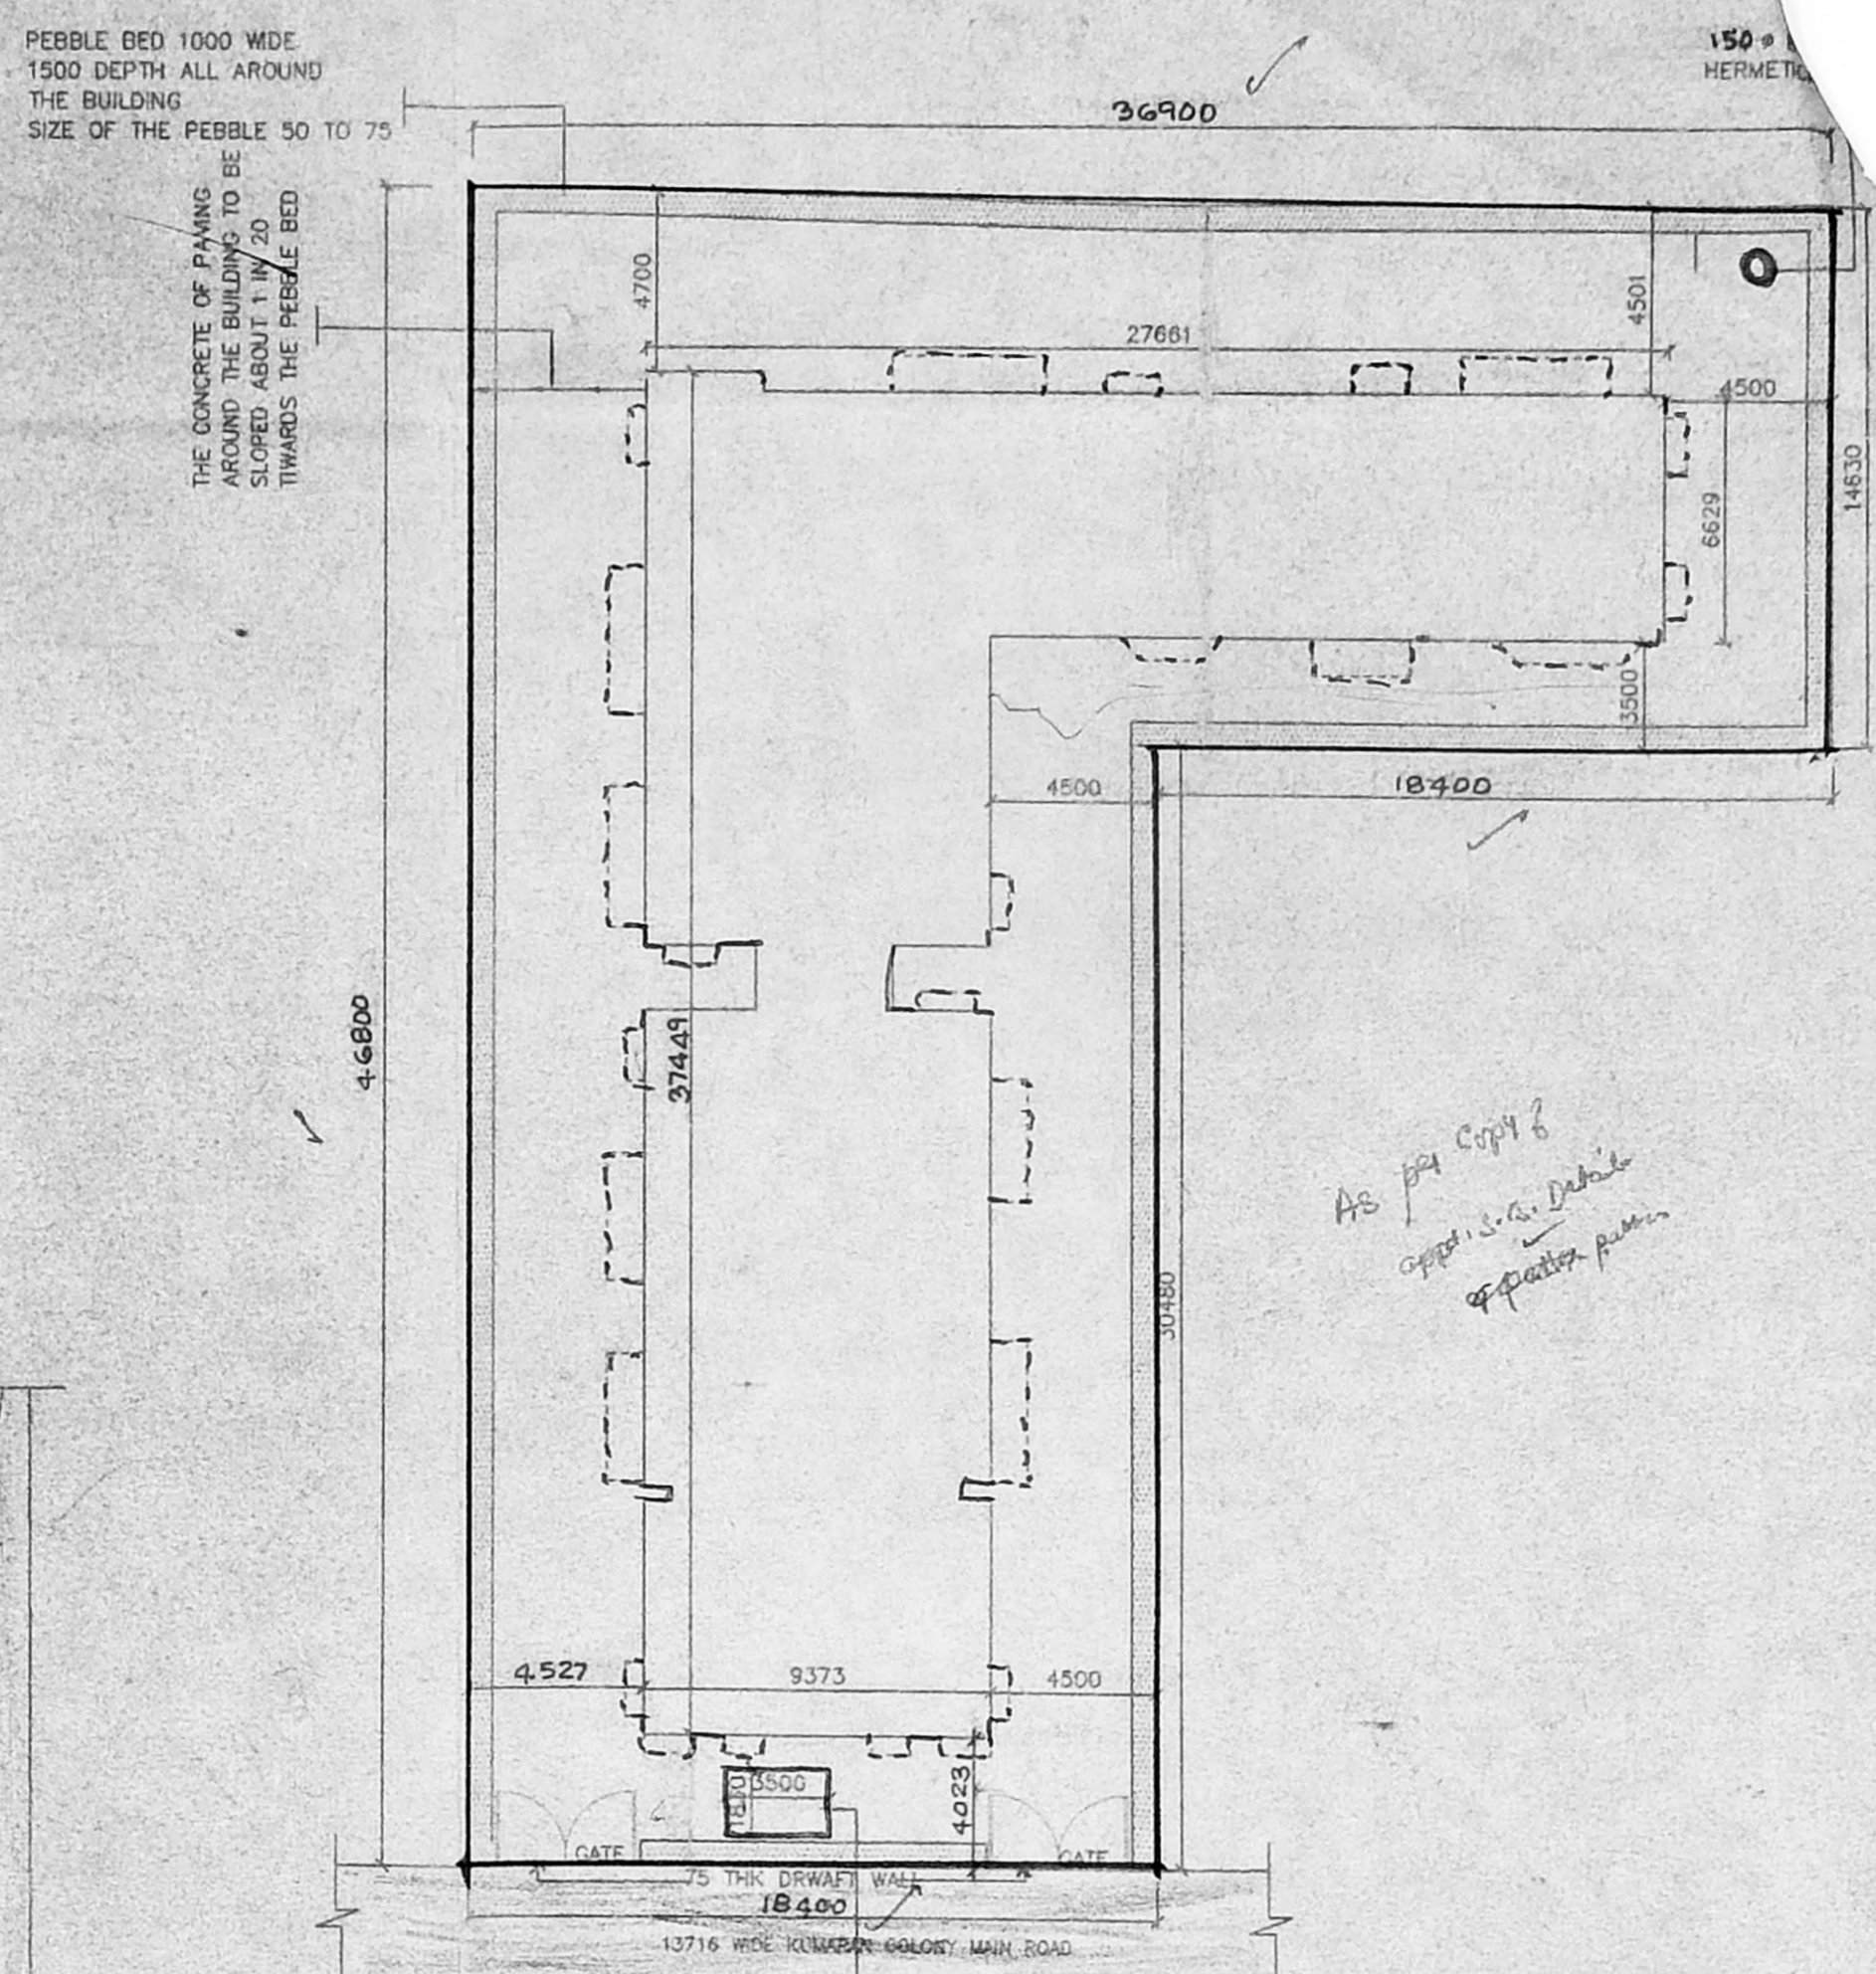 PEBBLE BED 1000 WIDE
1500 DEPTH ALL AROUND
THE BUILDING
SIZE OF THE PEBBLE 50 TO 75
150
HERMETIC
36900
THE CONCRETE OF PAVING
AROUND THE BUILDING TO BE
SLOPED ABOUT 1 IN 20
TIWARDS THE PEBBLE BED
4700
4501
27661
4500
6629
14630
3500
4500
18400
46800
37449
As per Copy of
30480
4527
9373
4500
3500
4023
GATE
GATE
75 THK DRWAFT WALL
18400
13716 WIDE KUMARAN COLONY MAIN ROAD